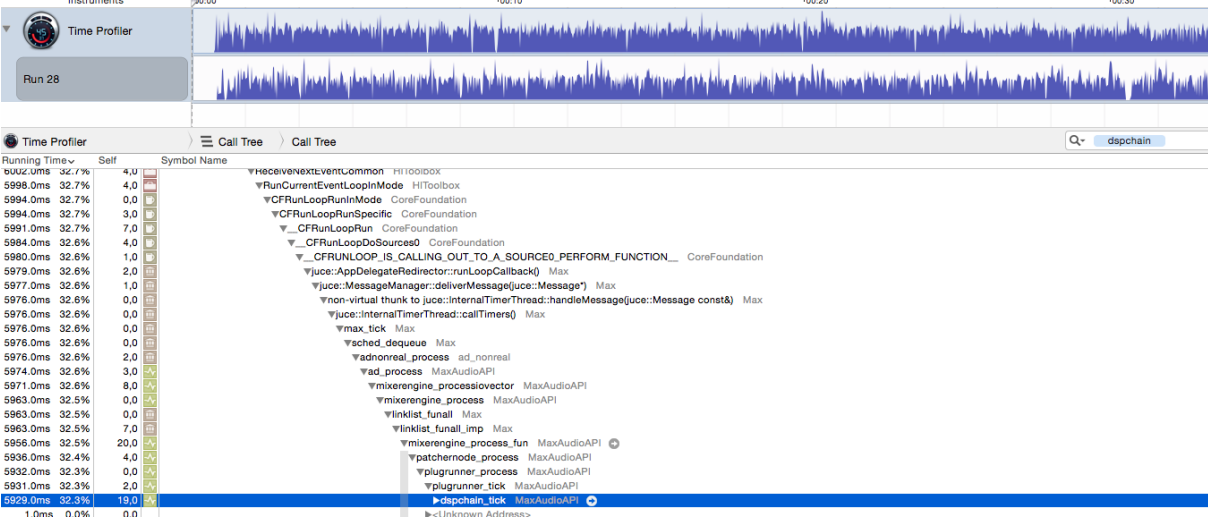 Instruments
00:00 00:10 00:20 00:30
45 Time Profiler
Run 28
Time Profiler Call Tree Call Tree dspchain
Running Time Self Symbol Name
6002.0ms 32.7% 4,0 ReceiveNextEventCommon HIToolbox
5998.0ms 32.7% 4,0 RunCurrentEventLoopInMode HIToolbox
5994.0ms 32.7% 0,0 CFRunLoopRunInMode CoreFoundation
5994.0ms 32.7% 3,0 CFRunLoopRunSpecific CoreFoundation
5991.0ms 32.7% 7,0 __CFRunLoopRun CoreFoundation
5984.0ms 32.6% 4,0 __CFRunLoopDoSources0 CoreFoundation
5980.0ms 32.6% 1,0 __CFRUNLOOP_IS_CALLING_OUT_TO_A_SOURCE0_PERFORM_FUNCTION__ CoreFoundation
5979.0ms 32.6% 2,0 juce::AppDelegateRedirector::runLoopCallback() Max
5977.0ms 32.6% 1,0 juce::MessageManager::deliverMessage(juce::Message*) Max
5976.0ms 32.6% 0,0 non-virtual thunk to juce::InternalTimerThread::handleMessage(juce::Message const&) Max
5976.0ms 32.6% 0,0 juce::InternalTimerThread::callTimers() Max
5976.0ms 32.6% 0,0 max_tick Max
5976.0ms 32.6% 0,0 sched_dequeue Max
5976.0ms 32.6% 2,0 adnonreal_process ad_nonreal
5974.0ms 32.6% 3,0 ad_process MaxAudioAPI
5971.0ms 32.6% 8,0 mixerengine_processiovector MaxAudioAPI
5963.0ms 32.5% 0,0 mixerengine_process MaxAudioAPI
5963.0ms 32.5% 0,0 linklist_funall Max
5963.0ms 32.5% 7,0 linklist_funall_imp Max
5956.0ms 32.5% 20,0 mixerengine_process_fun MaxAudioAPI
5936.0ms 32.4% 4,0 patchernode_process MaxAudioAPI
5932.0ms 32.3% 0,0 plugrunner_process MaxAudioAPI
5931.0ms 32.3% 2,0 plugrunner_tick MaxAudioAPI
5929.0ms 32.3% 19,0 dspchain_tick MaxAudioAPI
1.0ms 0.0% 0,0 <Unknown Address>